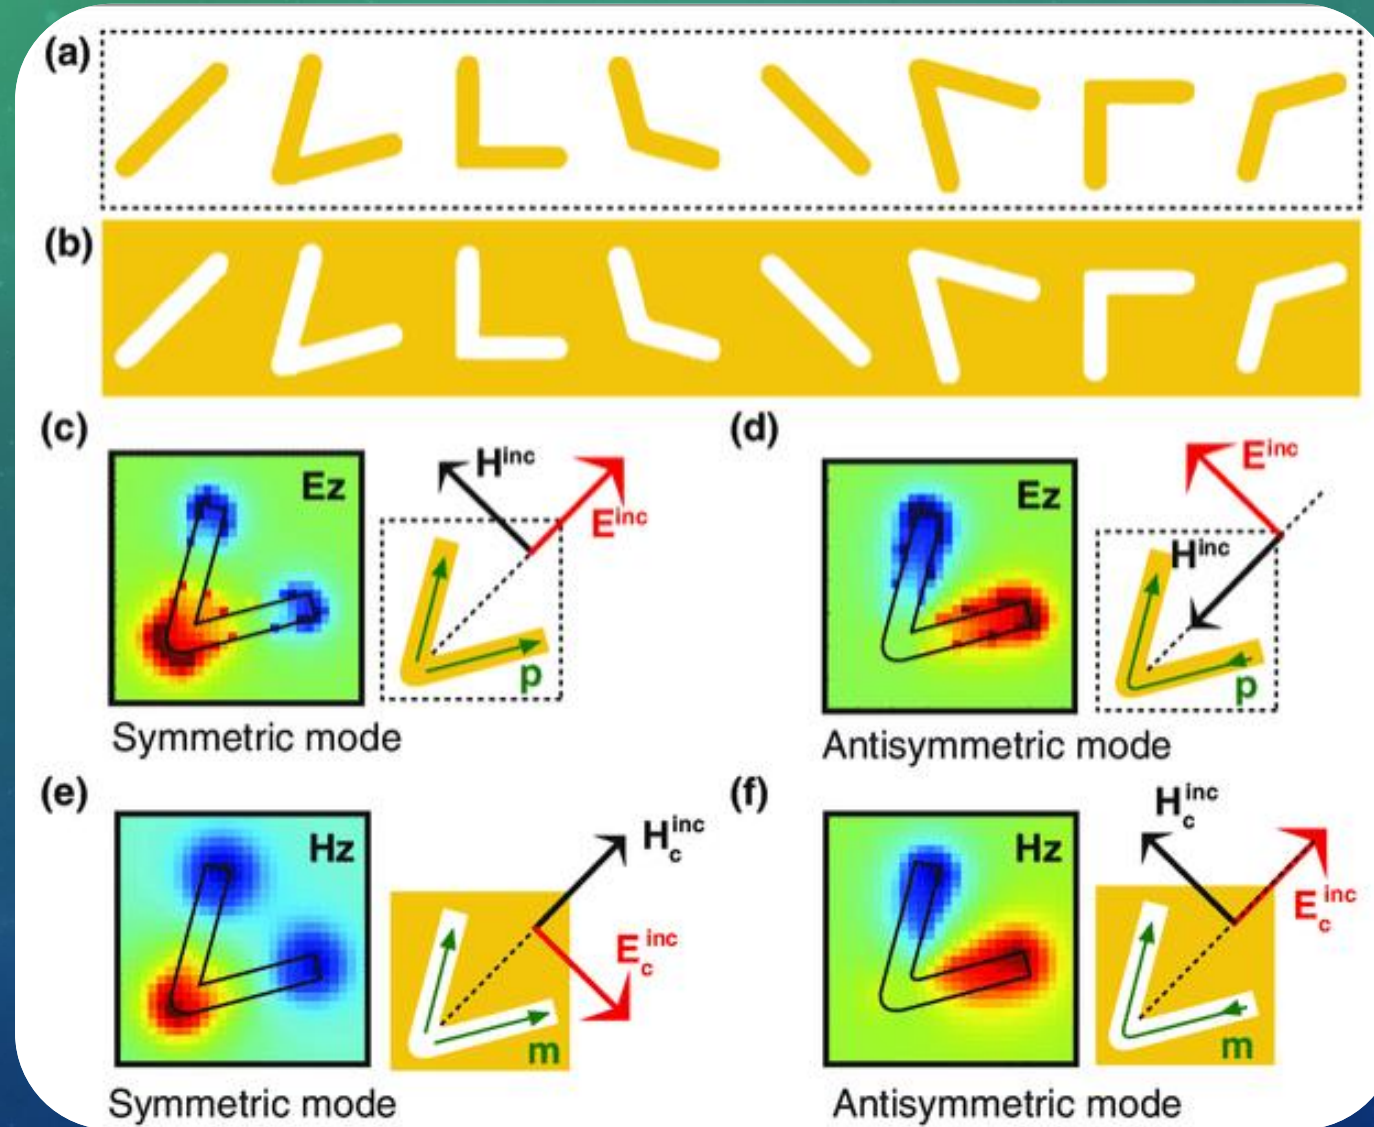 (a)
(b)
(c)
Ez
H^inc
E^inc
p
Symmetric mode
(d)
Ez
E^inc
H^inc
p
Antisymmetric mode
(e)
Hz
H_c^inc
E_c^inc
m
Symmetric mode
(f)
Hz
H_c^inc
E_c^inc
m
Antisymmetric mode